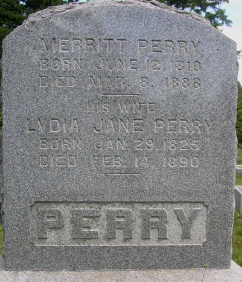 MERRITT PERRY
BORN JUNE 12, 1810
DIED MAR. 8, 1888
HIS WIFE
LYDIA JANE PERRY
BORN JAN. 29, 1825
DIED FEB. 14, 1890
PERRY